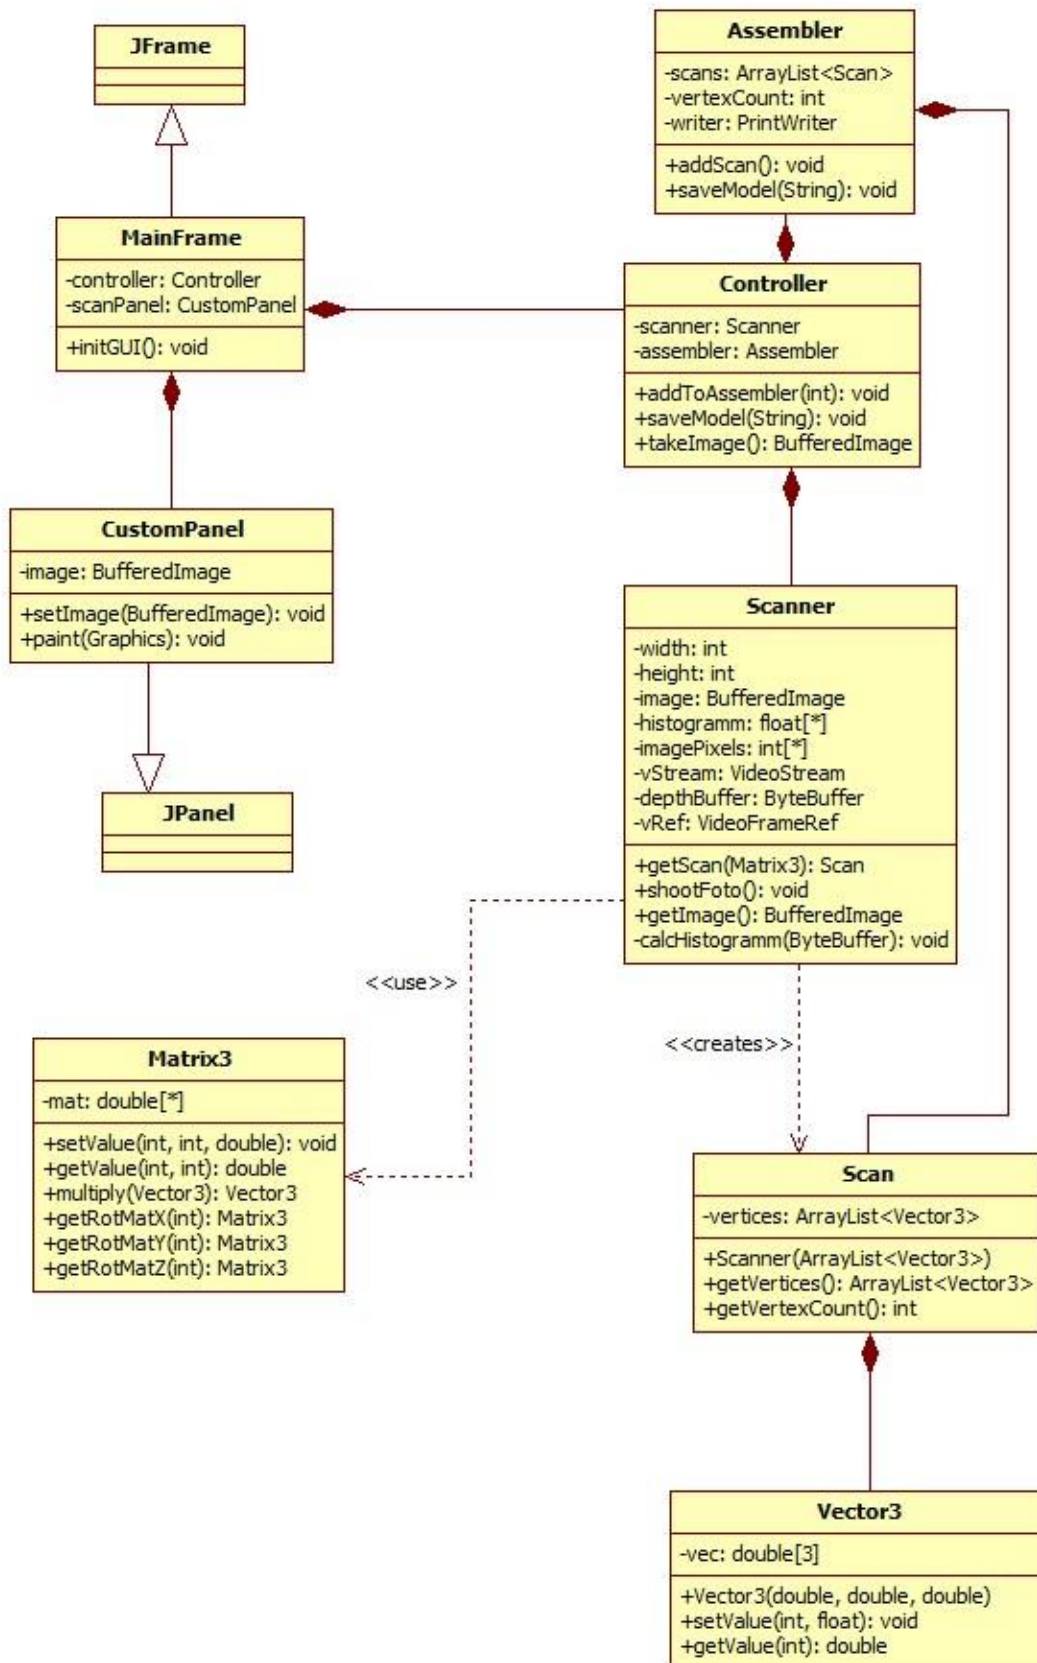 JFrame
Assembler
-scans: ArrayList<Scan>
-vertexCount: int
-writer: PrintWriter
+addScan(): void
+saveModel(String): void
MainFrame
-controller: Controller
-scanPanel: CustomPanel
+initGUI(): void
Controller
-scanner: Scanner
-assembler: Assembler
+addToAssembler(int): void
+saveModel(String): void
+takeImage(): BufferedImage
CustomPanel
-image: BufferedImage
+setImage(BufferedImage): void
+paint(Graphics): void
JPanel
Scanner
-width: int
-height: int
-image: BufferedImage
-histogramm: float[*]
-imagePixels: int[*]
-vStream: VideoStream
-depthBuffer: ByteBuffer
-vRef: VideoFrameRef
+getScan(Matrix3): Scan
+shootFoto(): void
+getImage(): BufferedImage
-calcHistogramm(ByteBuffer): void
<<use>>
<<creates>>
Matrix3
-mat: double[*]
+setValue(int, int, double): void
+getValue(int, int): double
+multiply(Vector3): Vector3
+getRotMatX(int): Matrix3
+getRotMatY(int): Matrix3
+getRotMatZ(int): Matrix3
Scan
-vertices: ArrayList<Vector3>
+Scanner(ArrayList<Vector3>)
+getVertices(): ArrayList<Vector3>
+getVertexCount(): int
Vector3
-vec: double[3]
+Vector3(double, double, double)
+setValue(int, float): void
+getValue(int): double